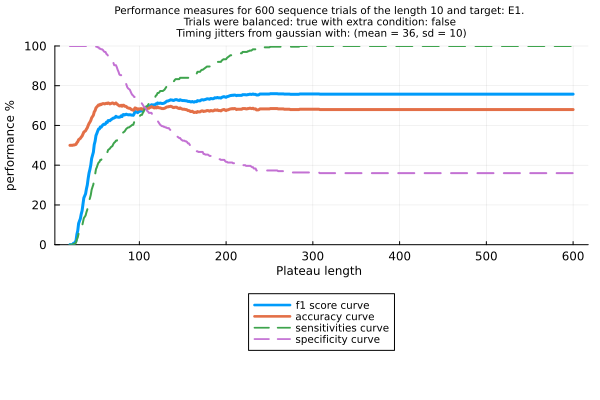 Performance measures for 600 sequence trials of the length 10 and target: E1.
Trials were balanced: true with extra condition: false
Timing jitters from gaussian with: (mean = 36, sd = 10)
100
80
60
40
20
0
performance %
100 200 300 400 500 600
Plateau length
f1 score curve
accuracy curve
sensitivities curve
specificity curve